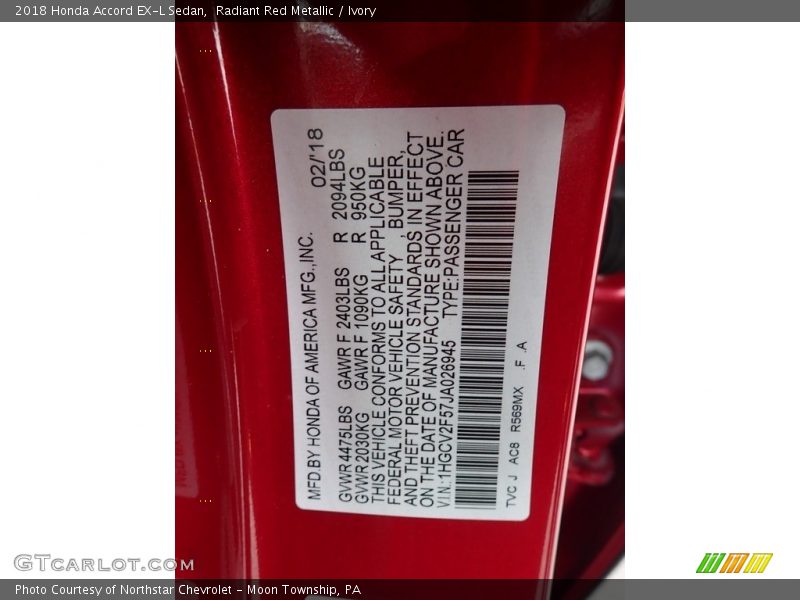 2018 Honda Accord EX-L Sedan,  Radiant Red Metallic / Ivory
MFD.BY HONDA OF AMERICA MFG.,INC. 02/'18
GVWR 4475LBS GAWR F 2403LBS R 2094LBS
GVWR 2030KG GAWR F 1090KG R 950KG
THIS VEHICLE CONFORMS TO ALL APPLICABLE
FEDERAL MOTOR VEHICLE SAFETY , BUMPER,
AND THEFT PREVENTION STANDARDS IN EFFECT
ON THE DATE OF MANUFACTURE SHOWN ABOVE.
V.I.N.:1HGCV2F57JA026945 TYPE:PASSENGER CAR
TVC J AC8 R569MX .F .A
GTCARLOT.COM
Photo Courtesy of Northstar Chevrolet - Moon Township, PA